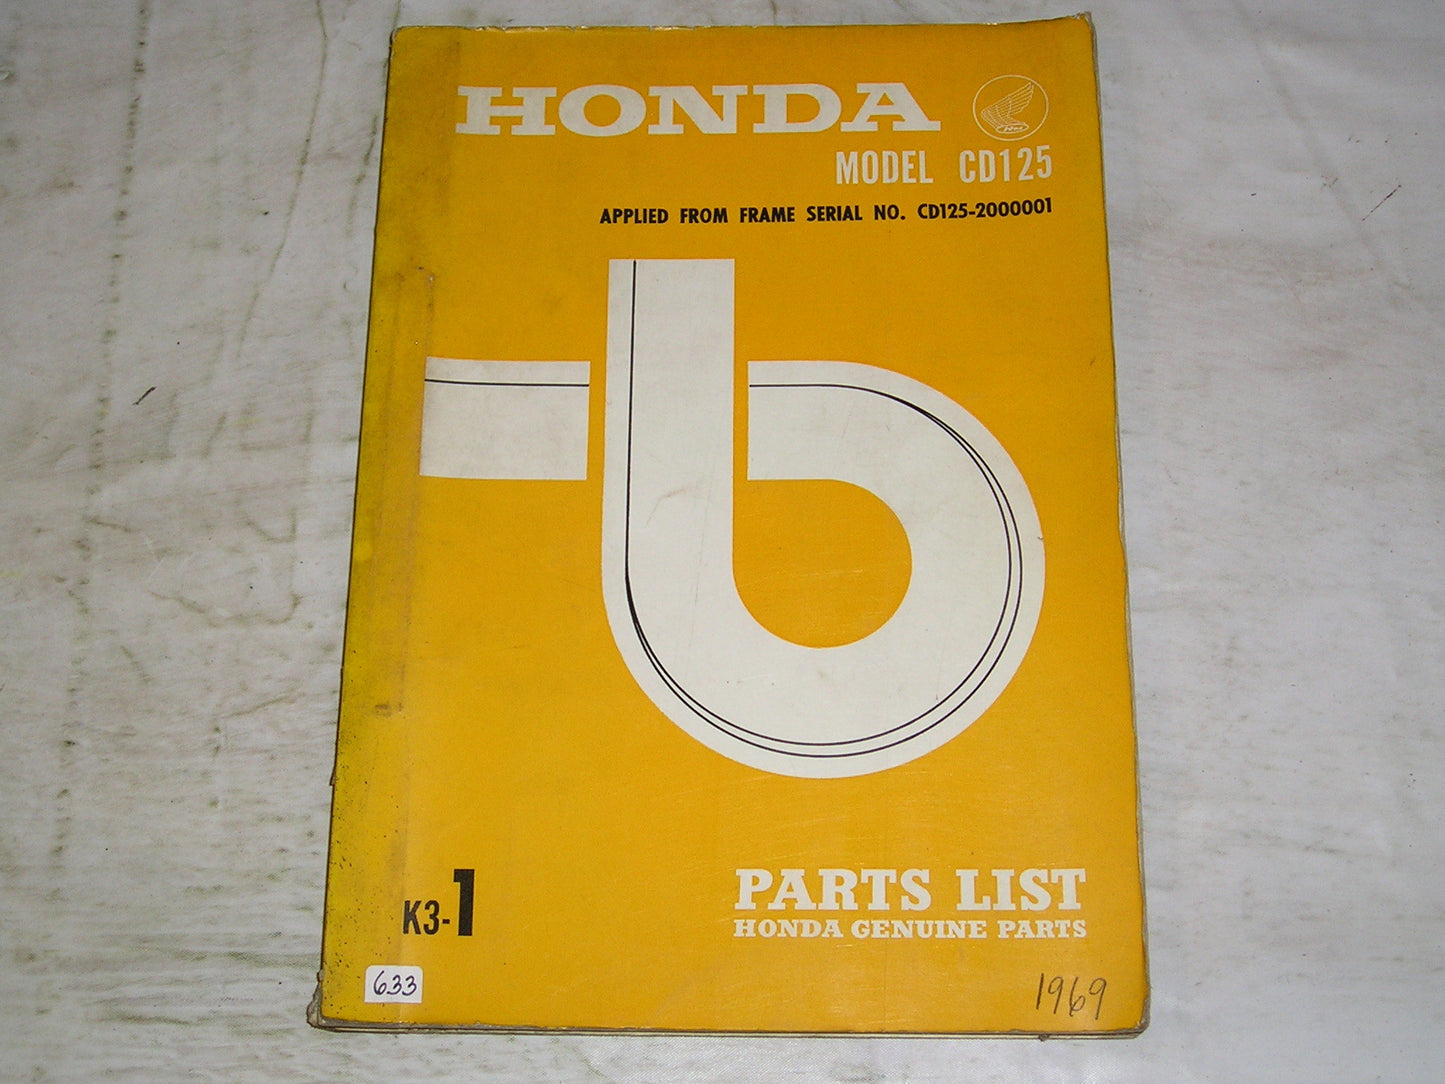 HONDA
MODEL CD125
APPLIED FROM FRAME SERIAL NO. CD125-2000001
b
PARTS LIST
HONDA GENUINE PARTS
K3-1
633
1969